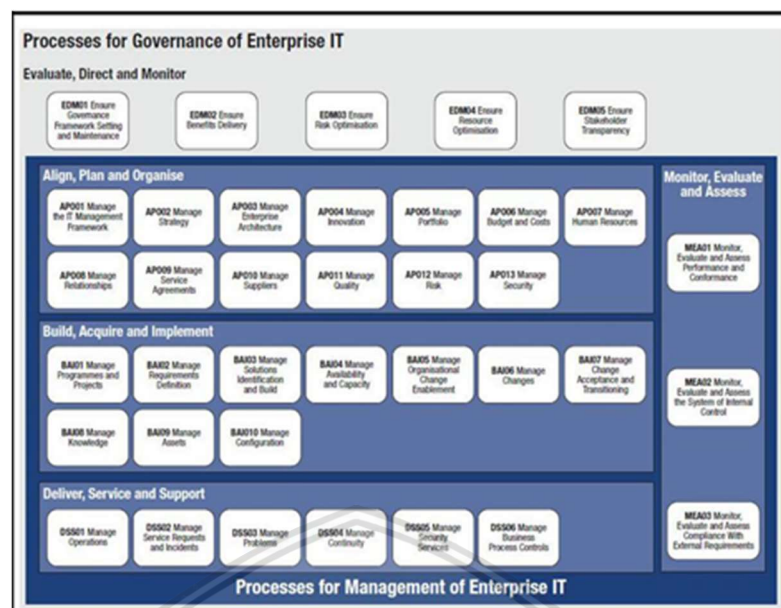 Processes for Governance of Enterprise IT
Evaluate, Direct and Monitor
EDM01 Ensure
Governance
Framework Setting
and Maintenance
EDM02 Ensure
Benefits Delivery
EDM03 Ensure
Risk Optimisation
EDM04 Ensure
Resource
Optimisation
EDM05 Ensure
Stakeholder
Transparency
Align, Plan and Organise
APO01 Manage
the IT Management
Framework
APO02 Manage
Strategy
APO03 Manage
Enterprise
Architecture
APO04 Manage
Innovation
APO05 Manage
Portfolio
APO06 Manage
Budget and Costs
APO07 Manage
Human Resources
APO08 Manage
Relationships
APO09 Manage
Service
Agreements
APO10 Manage
Suppliers
APO11 Manage
Quality
APO12 Manage
Risk
APO13 Manage
Security
Build, Acquire and Implement
BAI01 Manage
Programmes and
Projects
BAI02 Manage
Requirements
Definition
BAI03 Manage
Solutions
Identification
and Build
BAI04 Manage
Availability
and Capacity
BAI05 Manage
Organisational
Change
Enablement
BAI06 Manage
Changes
BAI07 Manage
Change
Acceptance and
Transitioning
BAI08 Manage
Knowledge
BAI09 Manage
Assets
BAI010 Manage
Configuration
Deliver, Service and Support
DSS01 Manage
Operations
DSS02 Manage
Service Requests
and Incidents
DSS03 Manage
Problems
DSS04 Manage
Continuity
DSS05 Manage
Security
Services
DSS06 Manage
Business
Process Controls
Monitor, Evaluate
and Assess
MEA01 Monitor,
Evaluate and Assess
Performance and
Conformance
MEA02 Monitor,
Evaluate and Assess
the System of Internal
Control
MEA03 Monitor,
Evaluate and Assess
Compliance With
External Requirements
Processes for Management of Enterprise IT